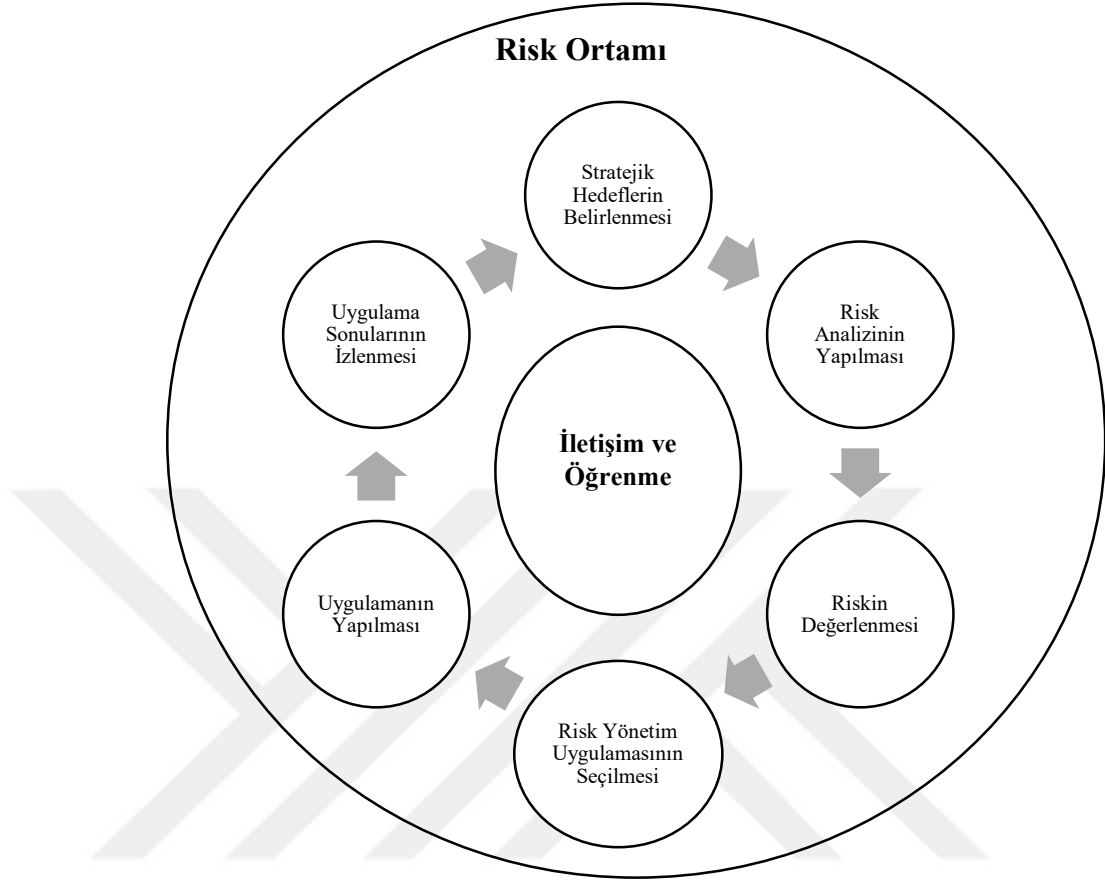 Risk Ortamı
Stratejik
Hedeflerin
Belirlenmesi
Risk
Analizinin
Yapılması
Riskin
Değerlenmesi
Risk Yönetim
Uygulamasının
Seçilmesi
Uygulamanın
Yapılması
Uygulama
Sonularının
İzlenmesi
İletişim ve
Öğrenme